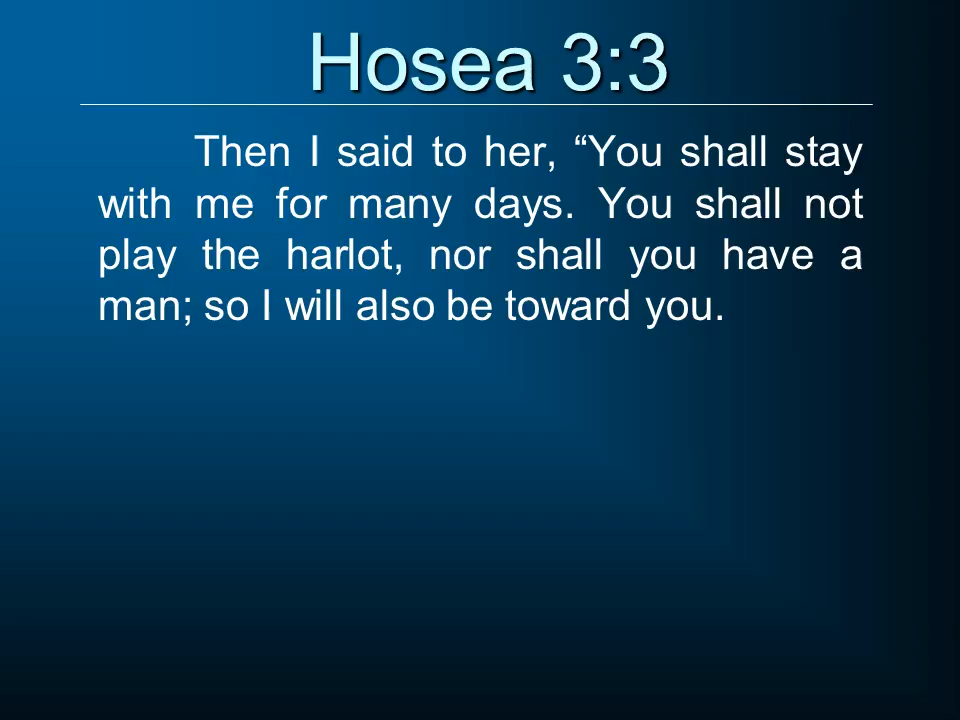 Hosea 3:3
Then I said to her, “You shall stay
with me for many days. You shall not
play the harlot, nor shall you have a
man; so I will also be toward you.